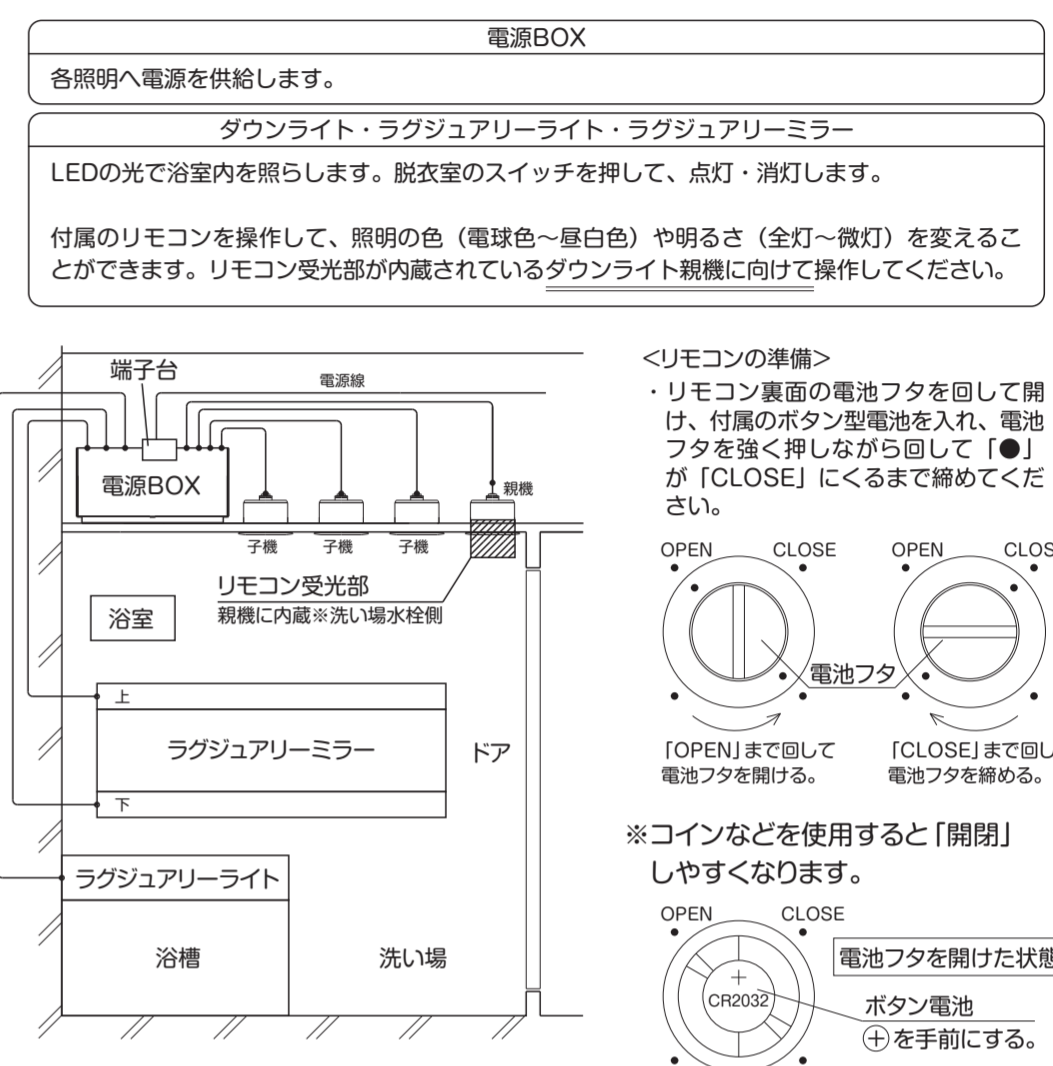 電源BOX
各照明へ電源を供給します。
ダウンライト・ラグジュアリーライト・ラグジュアリーミラー
LEDの光で浴室内を照らします。脱衣室のスイッチを押して、点灯・消灯します。
付属のリモコンを操作して、照明の色（電球色～昼白色）や明るさ（全灯～微灯）を変えるこ
とができます。リモコン受光部が内蔵されているダウンライト親機に向けて操作してください。
端子台
電源線
電源BOX
親機
子機 子機 子機
リモコン受光部
親機に内蔵※洗い場水栓側
浴室
上
ラグジュアリーミラー
ドア
下
ラグジュアリーライト
浴槽
洗い場
＜リモコンの準備＞
・リモコン裏面の電池フタを回して開
け、付属のボタン型電池を入れ、電池
フタを強く押しながら回して「●」
が「CLOSE」にくるまで締めてくだ
さい。
OPEN CLOSE
OPEN CLOS
電池フタ
「OPEN」まで回して
電池フタを開ける。
「CLOSE」まで回し
電池フタを締める。
※コインなどを使用すると「開閉」
しやすくなります。
OPEN CLOSE
電池フタを開けた状態
+
CR2032
ボタン電池
⊕を手前にする。